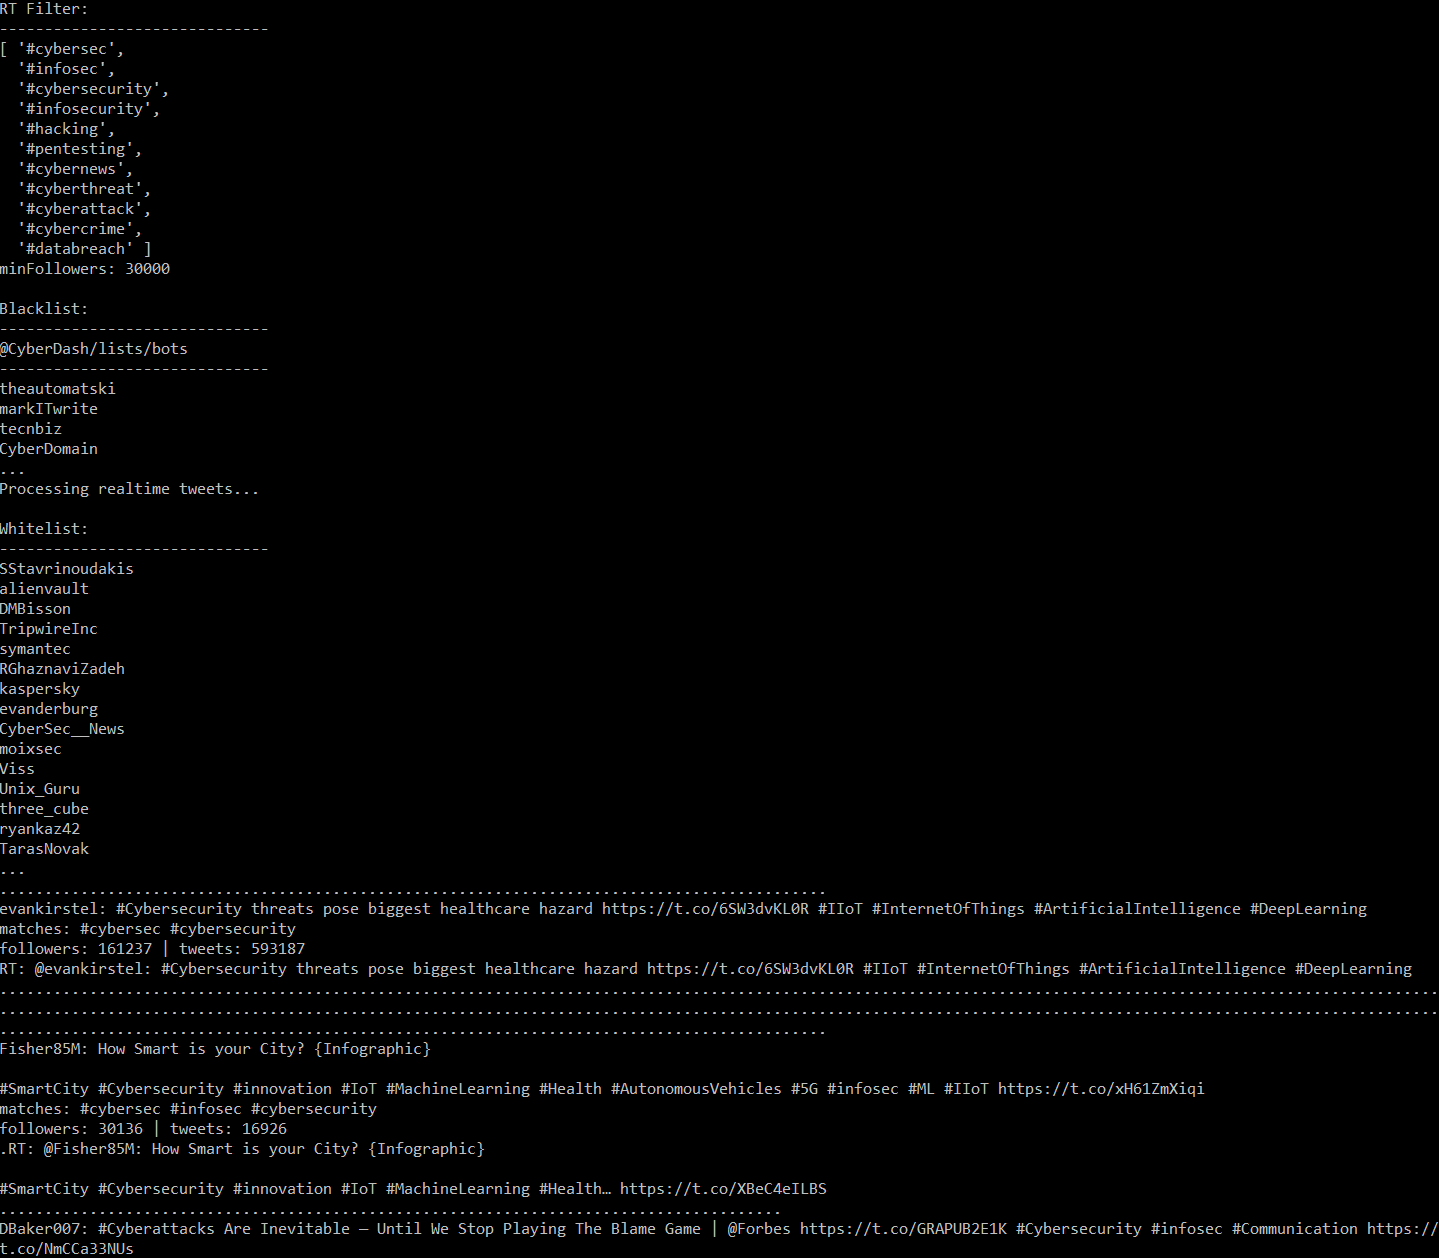 RT Filter:
------------------------------
[ '#cybersec',
  '#infosec',
  '#cybersecurity',
  '#infosecurity',
  '#hacking',
  '#pentesting',
  '#cybernews',
  '#cyberthreat',
  '#cyberattack',
  '#cybercrime',
  '#databreach' ]
minFollowers: 30000

Blacklist:
------------------------------
@CyberDash/lists/bots
------------------------------
theautomatski
markITwrite
tecnbiz
CyberDomain
...
Processing realtime tweets...

Whitelist:
------------------------------
SStavrinoudakis
alienvault
DMBisson
TripwireInc
symantec
RGhaznaviZadeh
kaspersky
evanderburg
CyberSec__News
moixsec
Viss
Unix_Guru
three_cube
ryankaz42
TarasNovak
...
............................................................................................
evankirstel: #Cybersecurity threats pose biggest healthcare hazard https://t.co/6SW3dvKL0R #IIoT #InternetOfThings #ArtificialIntelligence #DeepLearning
matches: #cybersec #cybersecurity
followers: 161237 | tweets: 593187
RT: @evankirstel: #Cybersecurity threats pose biggest healthcare hazard https://t.co/6SW3dvKL0R #IIoT #InternetOfThings #ArtificialIntelligence #DeepLearning
................................................................................................................................................................
................................................................................................................................................................
............................................................................................
Fisher85M: How Smart is your City? {Infographic}

#SmartCity #Cybersecurity #innovation #IoT #MachineLearning #Health #AutonomousVehicles #5G #infosec #ML #IIoT https://t.co/xH61ZmXiqi
matches: #cybersec #infosec #cybersecurity
followers: 30136 | tweets: 16926
.RT: @Fisher85M: How Smart is your City? {Infographic}

#SmartCity #Cybersecurity #innovation #IoT #MachineLearning #Health… https://t.co/XBeC4eILBS
.......................................................................................
DBaker007: #Cyberattacks Are Inevitable — Until We Stop Playing The Blame Game | @Forbes https://t.co/GRAPUB2E1K #Cybersecurity #infosec #Communication https://
t.co/NmCCa33NUs